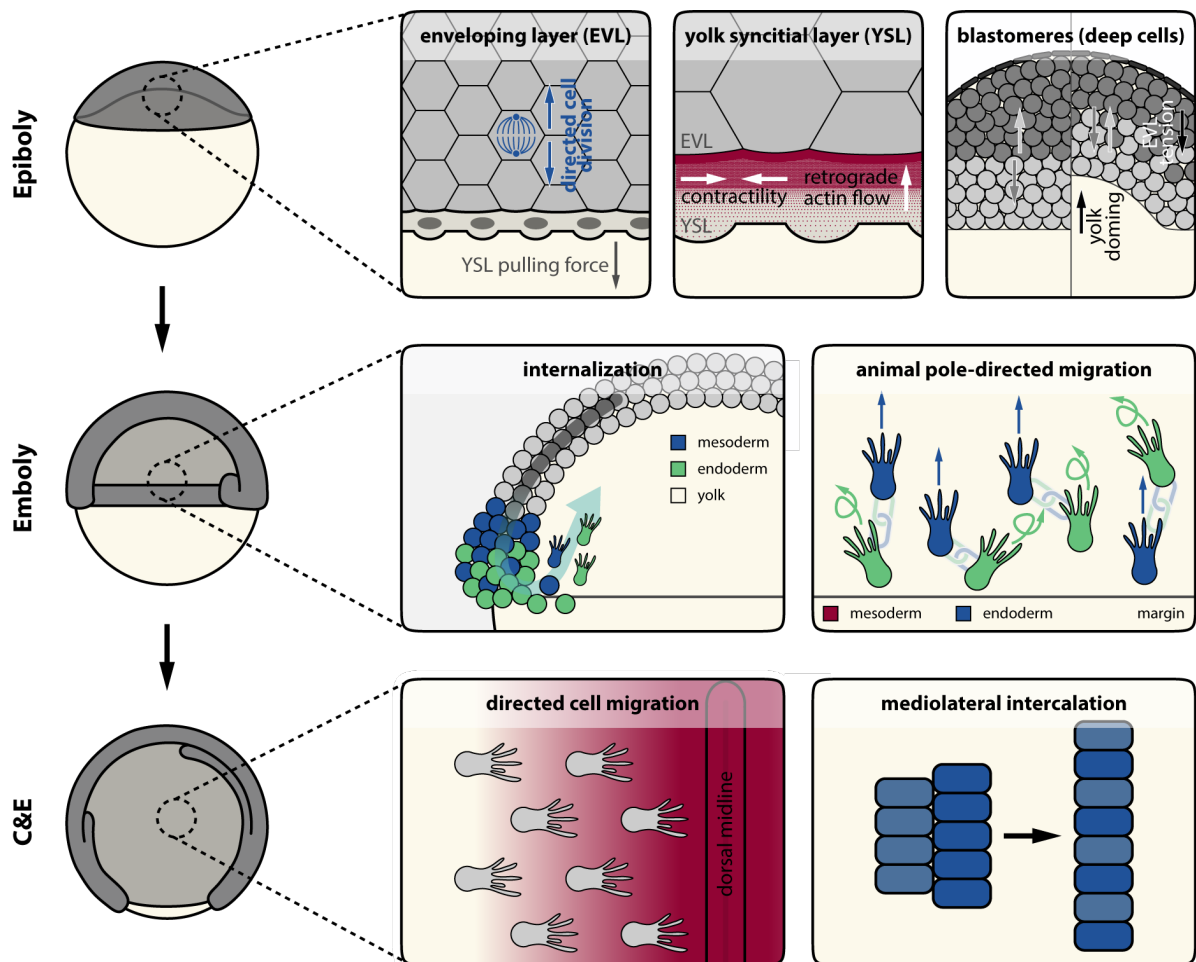 Epiboly
enveloping layer (EVL)
directed cell
division
YSL pulling force
yolk syncitial layer (YSL)
EVL
contractility
retrograde
actin flow
YSL
blastomeres (deep cells)
EVL
tension
yolk
doming
Emboly
internalization
mesoderm
endoderm
yolk
animal pole-directed migration
mesoderm
endoderm
margin
C&E
directed cell migration
dorsal midline
mediolateral intercalation